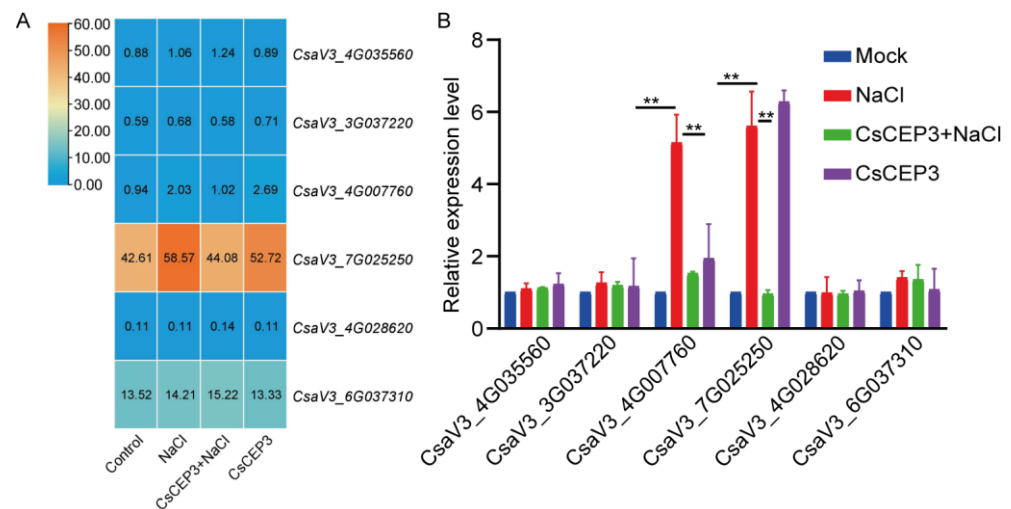 A
60.00
50.00
40.00
30.00
20.00
10.00
0.00
0.88 1.06 1.24 0.89 CsaV3_4G035560
0.59 0.68 0.58 0.71 CsaV3_3G037220
0.94 2.03 1.02 2.69 CsaV3_4G007760
42.61 58.57 44.08 52.72 CsaV3_7G025250
0.11 0.11 0.14 0.11 CsaV3_4G028620
13.52 14.21 15.22 13.33 CsaV3_6G037310
Control NaCl CsCEP3+NaCl CsCEP3
B
Relative expression level
8
6
4
2
0
** ** ** **
Mock
NaCl
CsCEP3+NaCl
CsCEP3
CsaV3_4G035560
CsaV3_3G037220
CsaV3_4G007760
CsaV3_7G025250
CsaV3_4G028620
CsaV3_6G037310